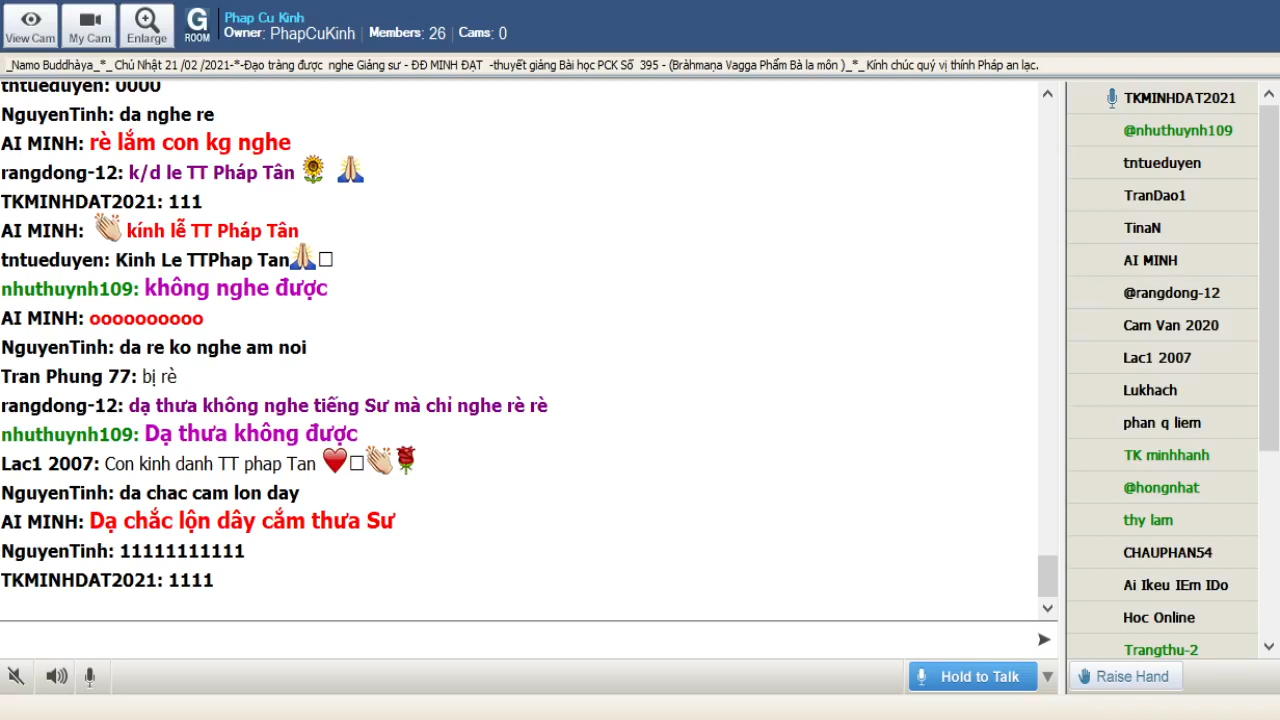 View Cam
My Cam
Enlarge
G
ROOM
Phap Cu Kinh
Owner: PhapCuKinh | Members: 26 | Cams: 0
_Namo Buddhàya_*_ Chủ Nhật 21 /02 /2021-*-Đạo tràng được nghe Giảng sư - ĐĐ MINH ĐẠT -thuyết giảng Bài học PCK Số 395 - (Bràhmaṇa Vagga Phẩm Bà la môn )_*_ Kính chúc quý vị thính Pháp an lạc.
tntueduyen: 0000
NguyenTinh: da nghe re
AI MINH: rè lắm con kg nghe
rangdong-12: k/d le TT Pháp Tân
TKMINHDAT2021: 111
AI MINH: kính lễ TT Pháp Tân
tntueduyen: Kinh Le TTPhap Tan
nhuthuynh109: không nghe được
AI MINH: oooooooooo
NguyenTinh: da re ko nghe am noi
Tran Phung 77: bị rè
rangdong-12: dạ thưa không nghe tiếng Sư mà chỉ nghe rè rè
nhuthuynh109: Dạ thưa không được
Lac1 2007: Con kinh danh TT phap Tan
NguyenTinh: da chac cam lon day
AI MINH: Dạ chắc lộn dây cắm thưa Sư
NguyenTinh: 11111111111
TKMINHDAT2021: 1111
Hold to Talk
TKMINHDAT2021
@nhuthuynh109
tntueduyen
TranDao1
TinaN
AI MINH
@rangdong-12
Cam Van 2020
Lac1 2007
Lukhach
phan q liem
TK minhhanh
@hongnhat
thy lam
CHAUPHAN54
Ai Ikeu IEm IDo
Hoc Online
Trangthu-2
Raise Hand